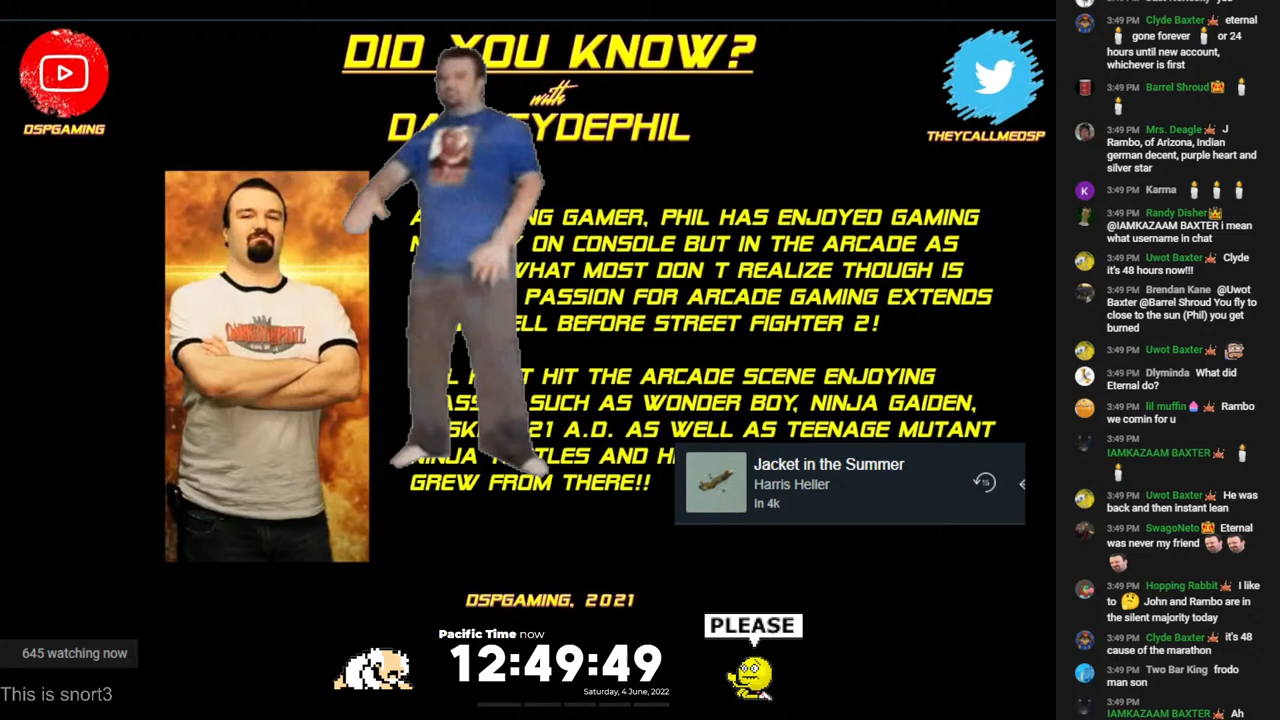 DID YOU KNOW?
with
DSPGAMING
THEYCALLMEDSP
GAMER, PHIL HAS ENJOYED GAMING
ON CONSOLE BUT IN THE ARCADE AS
WHAT MOST DON T REALIZE THOUGH IS
PASSION FOR ARCADE GAMING EXTENDS
BEFORE STREET FIGHTER 2!
HIT THE ARCADE SCENE ENJOYING
SUCH AS WONDER BOY, NINJA GAIDEN,
21 A.D. AS WELL AS TEENAGE MUTANT
NINJA AND
GREW FROM THERE!!
Jacket in the Summer
Harris Heller
In 4k
15
DSPGAMING, 2021
Pacific Time now
12:49:49
Saturday, 4 June, 2022
PLEASE
645 watching now
This is snort3
3:49 PM Clyde Baxter eternal
gone forever or 24
hours until new account,
whichever is first
3:49 PM Barrel Shroud
3:49 PM Mrs. Deagle J
Rambo, of Arizona, Indian
german decent, purple heart and
silver star
K 3:49 PM Karma
3:49 PM Randy Disher
@IAMKAZAAM BAXTER i mean
what username in chat
3:49 PM Uwot Baxter Clyde
it's 48 hours now!!!
3:49 PM Brendan Kane @Uwot
Baxter @Barrel Shroud You fly to
close to the sun (Phil) you get
burned
3:49 PM Uwot Baxter
3:49 PM Dlyminda What did
Eternal do?
3:49 PM lil muffin Rambo
we comin for u
3:49 PM
IAMKAZAAM BAXTER
3:49 PM Uwot Baxter He was
back and then instant lean
3:49 PM SwagoNeto Eternal
was never my friend
3:49 PM Hopping Rabbit I like
to John and Rambo are in
the silent majority today
3:49 PM Clyde Baxter it's 48
cause of the marathon
3:49 PM Two Bar King frodo
man son
3:49 PM
IAMKAZAAM BAXTER Ah